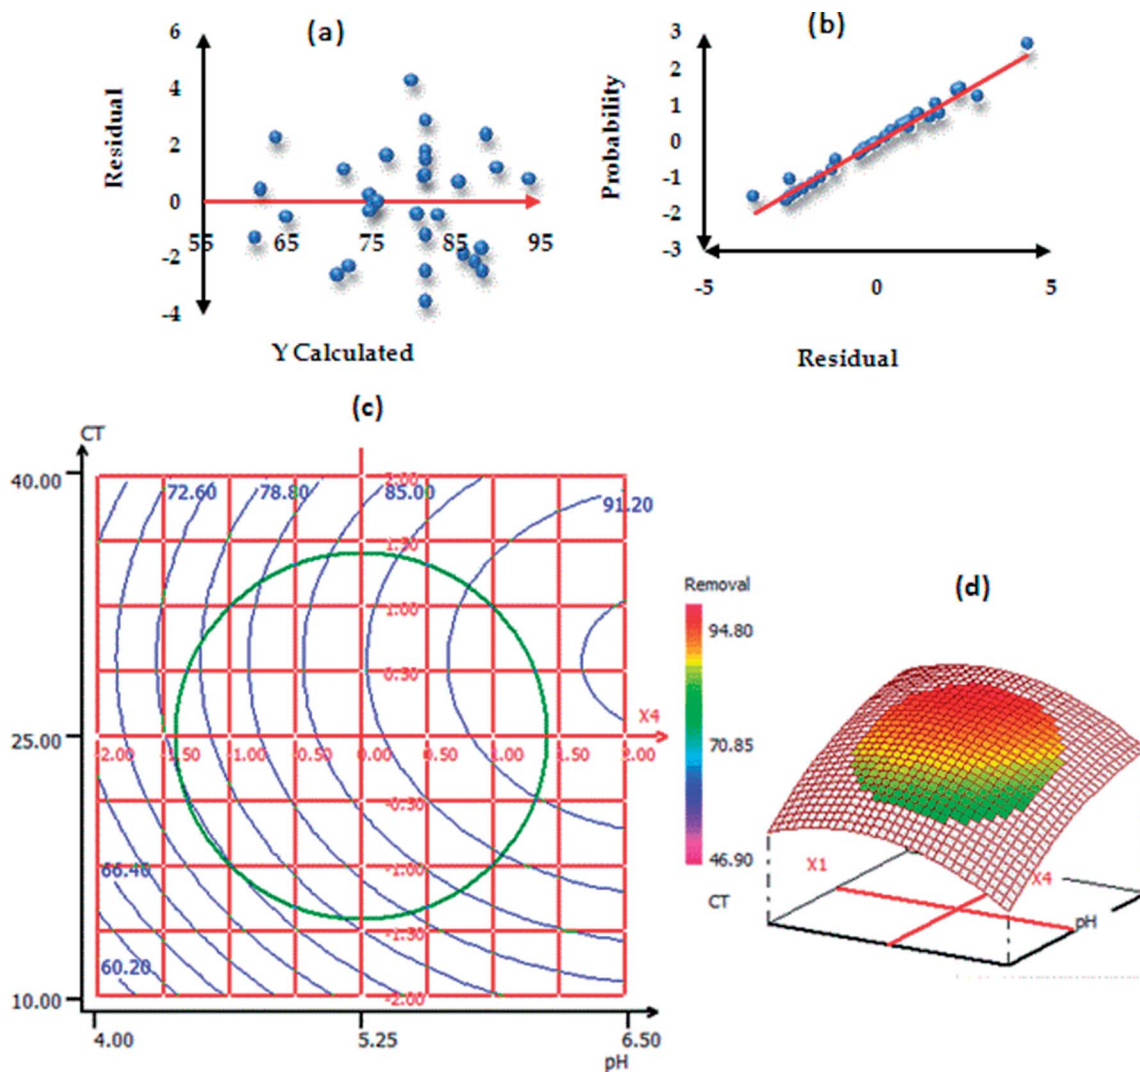 (a)
6
4
2
0
-2
-4
Residual
55 65 75 85 95
Y Calculated
(b)
3
2
1
0
-1
-2
-3
Probability
-5 0 5
Residual
(c)
CT
40.00
25.00
10.00
72.60 78.80 85.00 91.20
66.40
60.20
2.00
1.50
1.00
0.50
X4
-2.00 -1.50 -1.00 -0.50 0.00 0.50 1.00 1.50 2.00
-0.50
-1.00
-1.50
-2.00
4.00 5.25 6.50
pH
(d)
Removal
94.80
70.85
46.90
X1
X4
CT
pH